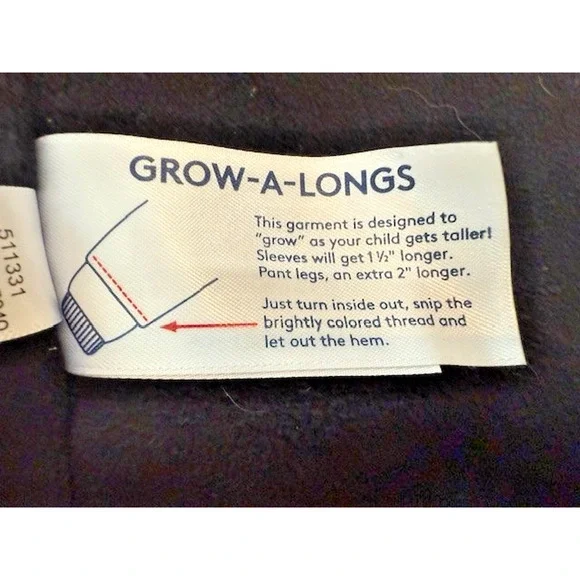 GROW-A-LONGS
This garment is designed to
"grow" as your child gets taller!
Sleeves will get 1 ½" longer.
Pant legs, an extra 2" longer.
Just turn inside out, snip the
brightly colored thread and
let out the hem.
511331